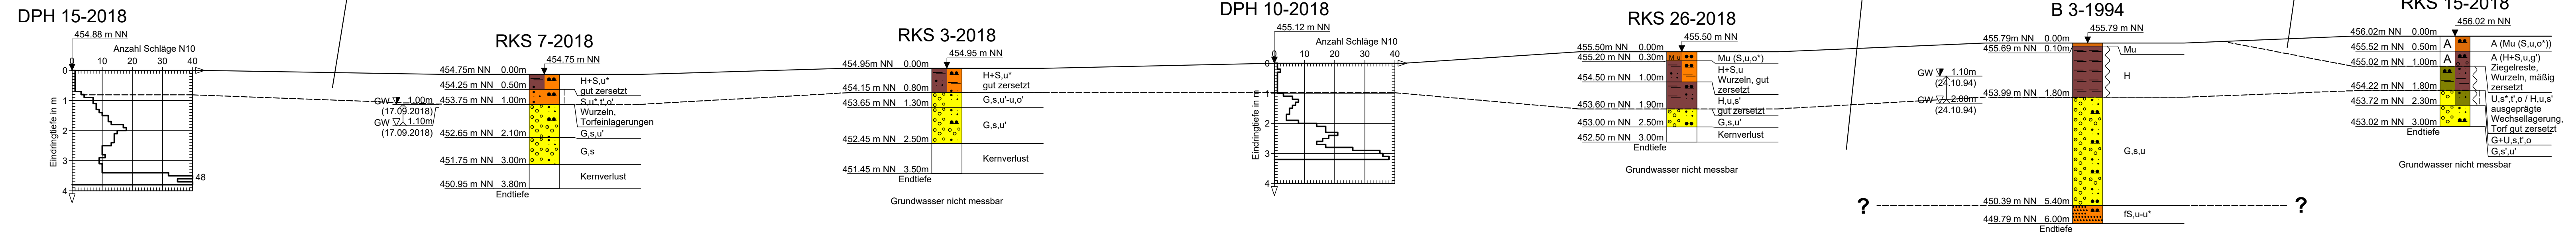 DPH 15-2018
454.88 m NN
Anzahl Schläge N10
0 10 20 30 40
Eindringtiefe in m
0
1
2
3
4
48
RKS 7-2018
454.75 m NN
454.75m NN 0.00m
454.25 m NN 0.50m
453.75 m NN 1.00m
452.65 m NN 2.10m
451.75 m NN 3.00m
450.95 m NN 3.80m
Endtiefe
GW 1.00m
(17.09.2018)
GW 1.10m
(17.09.2018)
H+S,u*
gut zersetzt
S,u*,t',o'
Wurzeln,
Torfeinlagerungen
G,s,u'
G,s
Kernverlust
RKS 3-2018
454.95 m NN
454.95m NN 0.00m
454.15 m NN 0.80m
453.65 m NN 1.30m
452.45 m NN 2.50m
451.45 m NN 3.50m
Endtiefe
H+S,u*
gut zersetzt
G,s,u'-u,o'
G,s,u'
Kernverlust
Grundwasser nicht messbar
DPH 10-2018
455.12 m NN
Anzahl Schläge N10
0 10 20 30 40
Eindringtiefe in m
0
1
2
3
4
RKS 26-2018
455.50 m NN
455.50m NN 0.00m
455.20 m NN 0.30m
454.50 m NN 1.00m
453.60 m NN 1.90m
453.00 m NN 2.50m
452.50 m NN 3.00m
Endtiefe
Mu
Mu (S,u,o*)
H+S,u
Wurzeln, gut
zersetzt
H,u,s'
gut zersetzt
G,s,u'
Kernverlust
Grundwasser nicht messbar
B 3-1994
455.79 m NN
455.79m NN 0.00m
455.69 m NN 0.10m
453.99 m NN 1.80m
450.39 m NN 5.40m
449.79 m NN 6.00m
Endtiefe
GW 1.10m
(24.10.94)
GW 2.00m
(24.10.94)
Mu
H
G,s,u
fS,u-u*
?
?
RKS 15-2018
456.02 m NN
456.02m NN 0.00m
455.52 m NN 0.50m
455.02 m NN 1.00m
454.22 m NN 1.80m
453.72 m NN 2.30m
453.02 m NN 3.00m
Endtiefe
A
A
A (Mu (S,u,o*))
A (H+S,u,g')
Ziegelreste,
Wurzeln, mäßig
zersetzt
U,s*,t',o / H,u,s'
ausgeprägte
Wechsellagerung,
Torf gut zersetzt
G+U,s,t',o
G,s',u'
Grundwasser nicht messbar